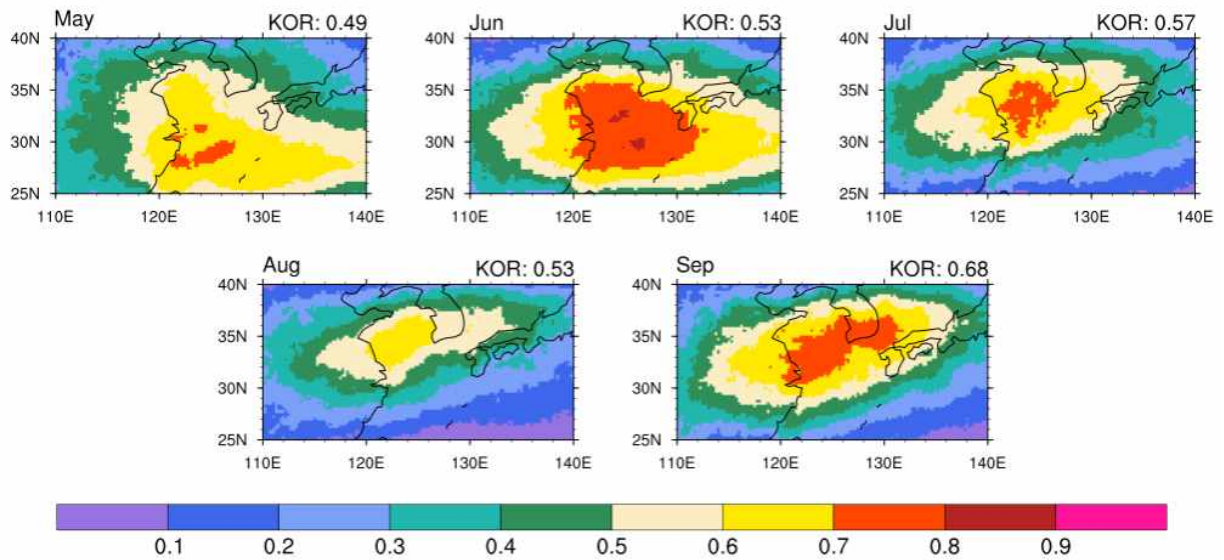 May KOR: 0.49 Jun KOR: 0.53 Jul KOR: 0.57
40N 40N 40N
35N 35N 35N
30N 30N 30N
25N 25N 25N
110E 120E 130E 140E 110E 120E 130E 140E 110E 120E 130E 140E
Aug KOR: 0.53 Sep KOR: 0.68
40N 40N
35N 35N
30N 30N
25N 25N
110E 120E 130E 140E 110E 120E 130E 140E
0.1 0.2 0.3 0.4 0.5 0.6 0.7 0.8 0.9